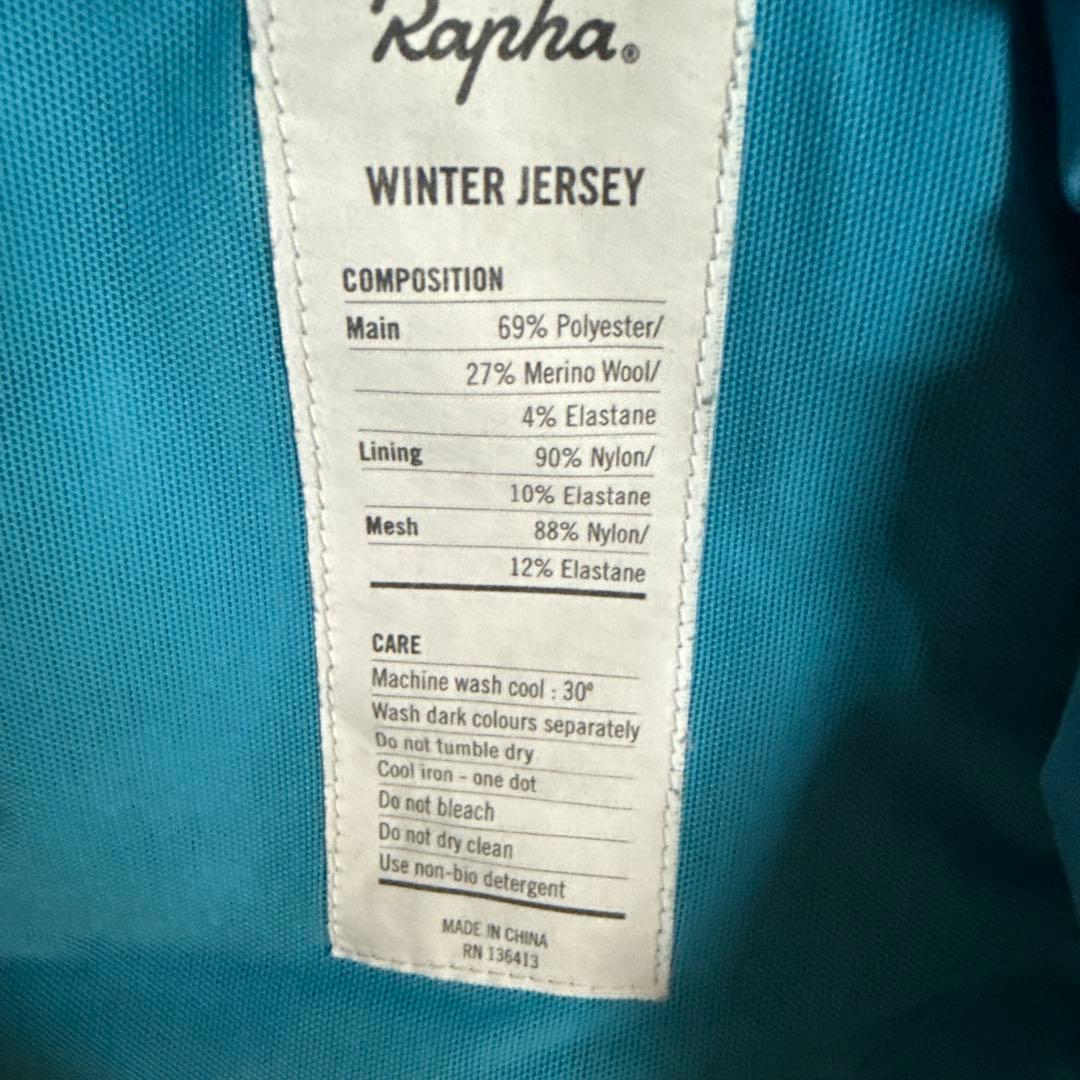 Rapha®
WINTER JERSEY
COMPOSITION
Main 69% Polyester/
27% Merino Wool/
4% Elastane
Lining 90% Nylon/
10% Elastane
Mesh 88% Nylon/
12% Elastane
CARE
Machine wash cool : 30º
Wash dark colours separately
Do not tumble dry
Cool iron - one dot
Do not bleach
Do not dry clean
Use non-bio detergent
MADE IN CHINA
RN 136413